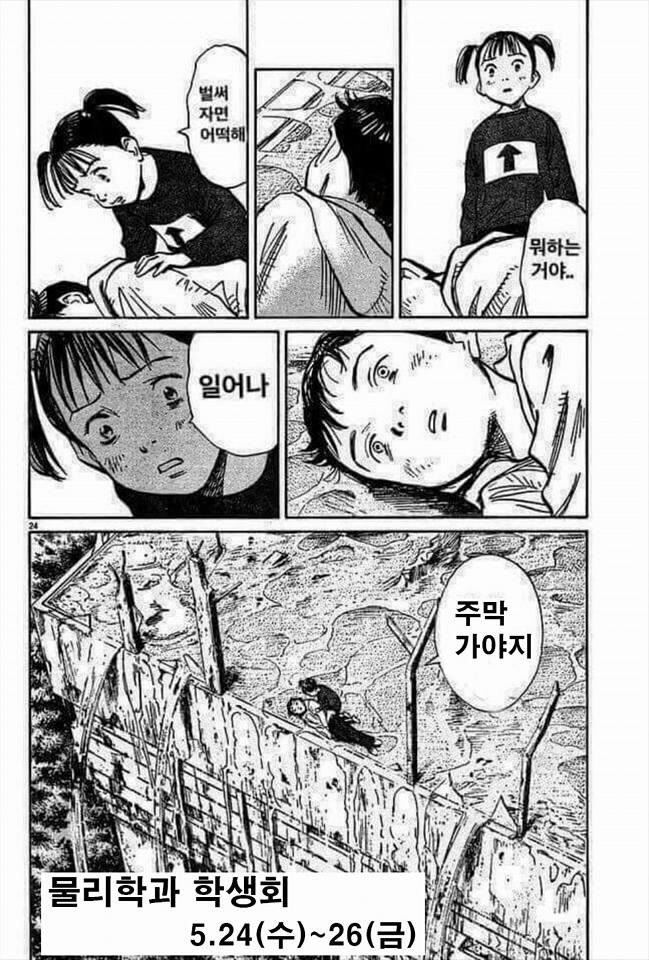 뭐하는
거야..
벌써
자면
어떡해
일어나
24
주막
가야지
물리학과 학생회
5.24(수)~26(금)